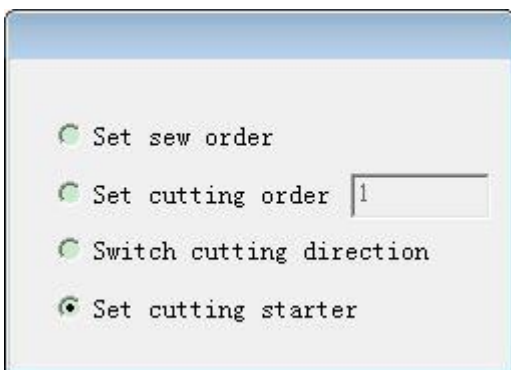 Set sew order
Set cutting order 1
Switch cutting direction
Set cutting starter